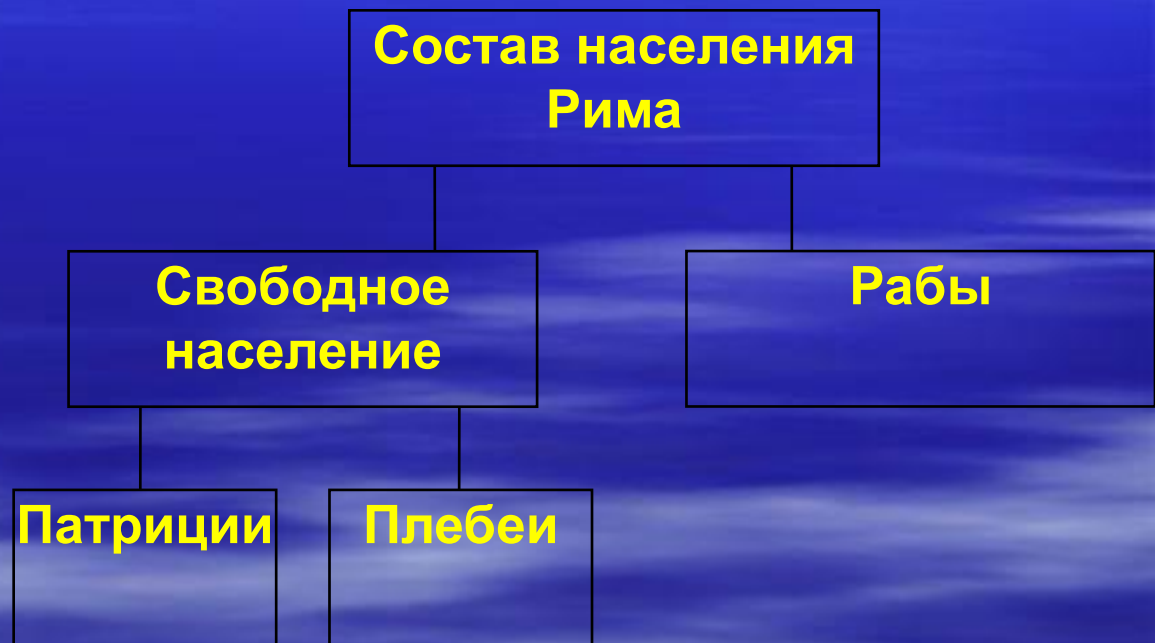 Состав населения
Рима
Свободное
население
Рабы
Патриции
Плебеи